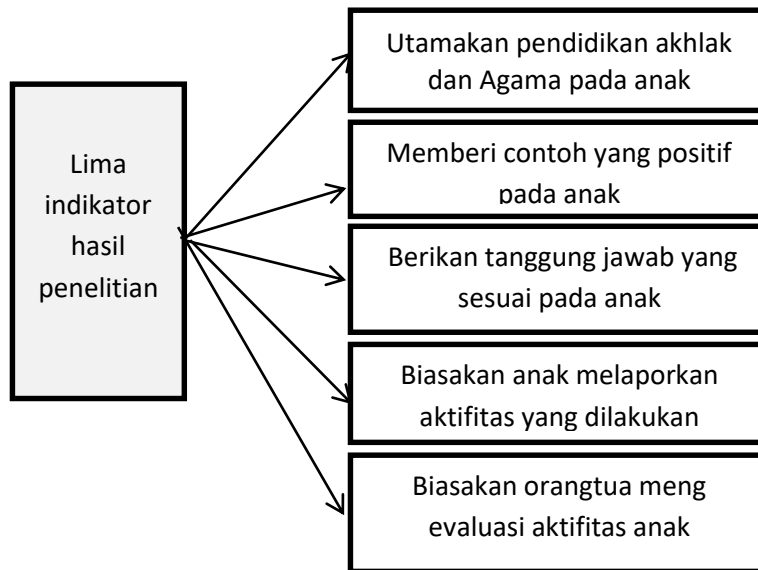 Lima
indikator
hasil
penelitian
Utamakan pendidikan akhlak
dan Agama pada anak
Memberi contoh yang positif
pada anak
Berikan tanggung jawab yang
sesuai pada anak
Biasakan anak melaporkan
aktifitas yang dilakukan
Biasakan orangtua meng
evaluasi aktifitas anak